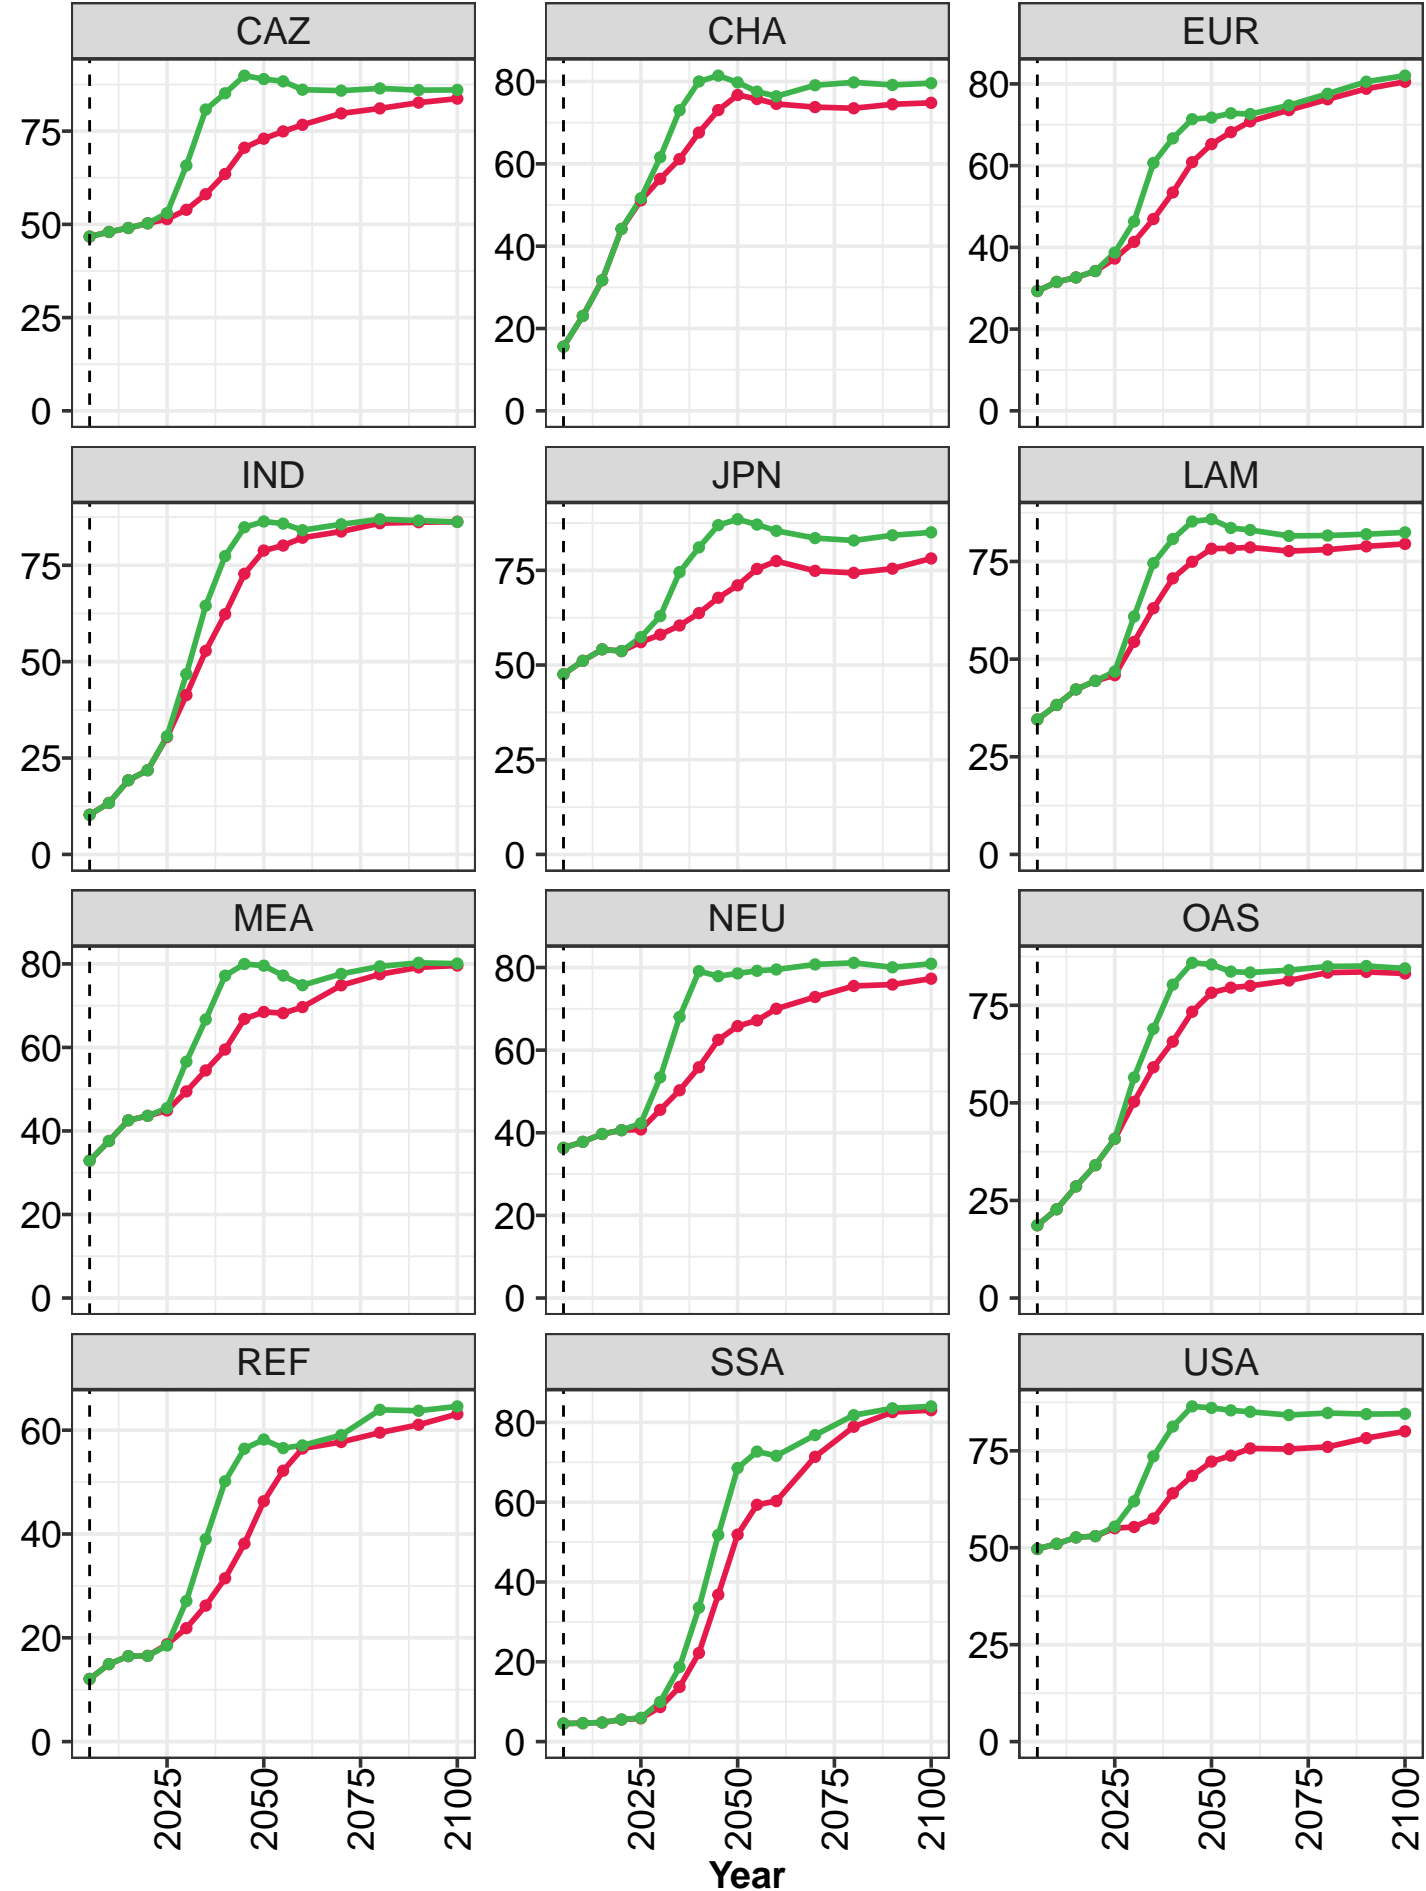 CAZ CHA EUR
75 80 80
50 60 60
25 40 40
0 20 20
0 0
IND JPN LAM
75 75 75
50 50 50
25 25 25
0 0 0
MEA NEU OAS
80 80 75
60 60 50
40 40 25
20 20 0
0 0
REF SSA USA
60 80 75
40 60 50
20 40 25
0 20 0
0
2025 2050 2075 2100 2025 2050 2075 2100 2025 2050 2075 2100
Year